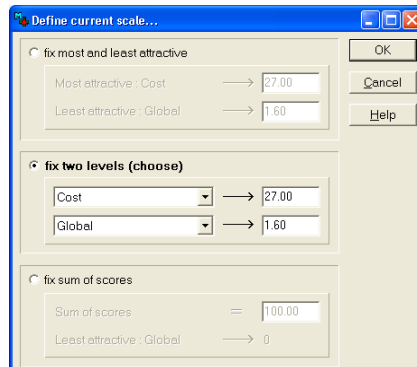 Define current scale...
fix most and least attractive
Most attractive : Cost → 27.00
Least attractive : Global → 1.60
fix two levels (choose)
Cost → 27.00
Global → 1.60
fix sum of scores
Sum of scores = 100.00
Least attractive : Global → 0
OK
Cancel
Help